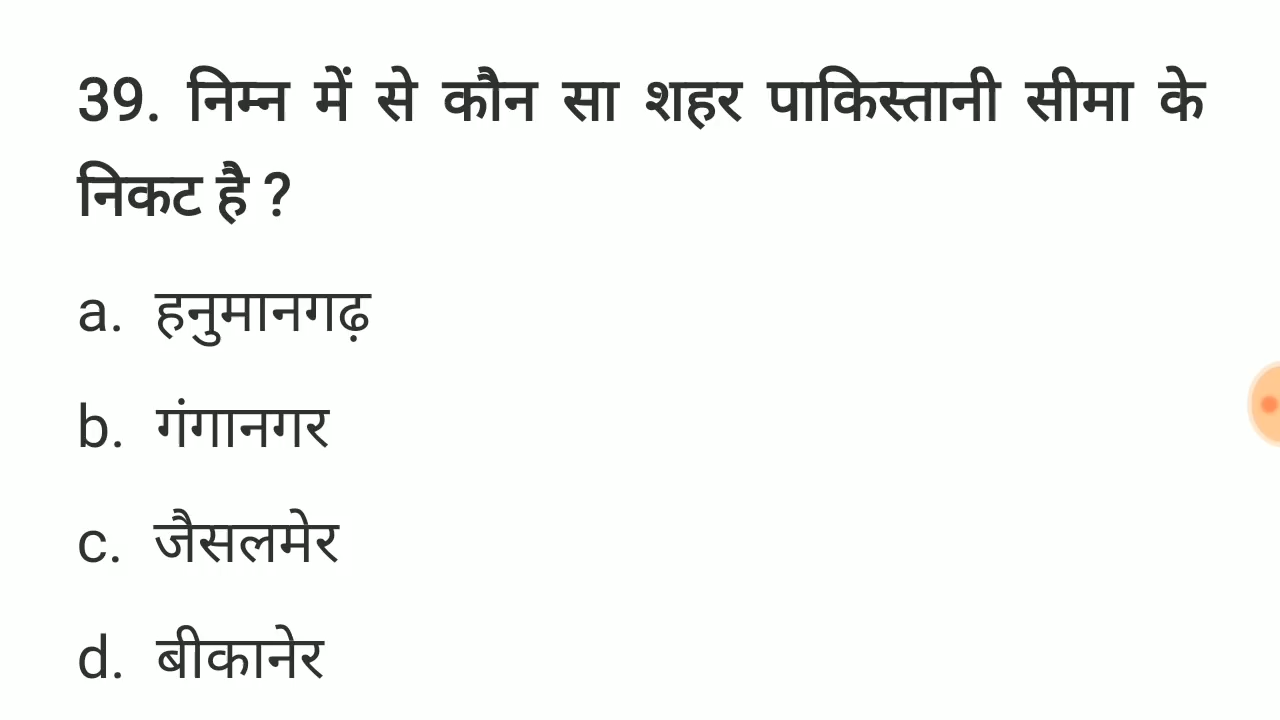 39. निम्न में से कौन सा शहर पाकिस्तानी सीमा के
निकट है ?
a. हनुमानगढ़
b. गंगानगर
c. जैसलमेर
d. बीकानेर